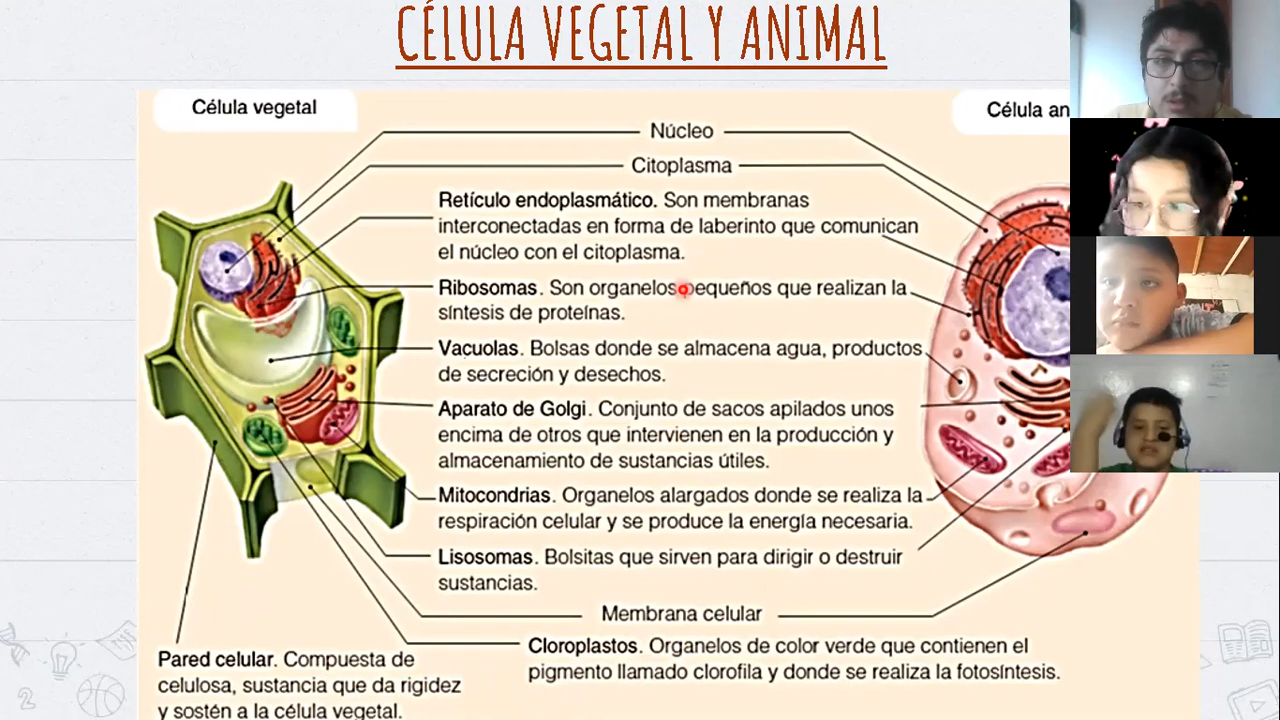 CÉLULA VEGETAL Y ANIMAL
Célula vegetal
Célula an
Núcleo
Citoplasma
Retículo endoplasmático. Son membranas
interconectadas en forma de laberinto que comunican
el núcleo con el citoplasma.
Ribosomas. Son organelos pequeños que realizan la
síntesis de proteínas.
Vacuolas. Bolsas donde se almacena agua, productos
de secreción y desechos.
Aparato de Golgi. Conjunto de sacos apilados unos
encima de otros que intervienen en la producción y
almacenamiento de sustancias útiles.
Mitocondrias. Organelos alargados donde se realiza la
respiración celular y se produce la energía necesaria.
Lisosomas. Bolsitas que sirven para dirigir o destruir
sustancias.
Membrana celular
Cloroplastos. Organelos de color verde que contienen el
pigmento llamado clorofila y donde se realiza la fotosíntesis.
Pared celular. Compuesta de
celulosa, sustancia que da rigidez
y sostén a la célula vegetal.